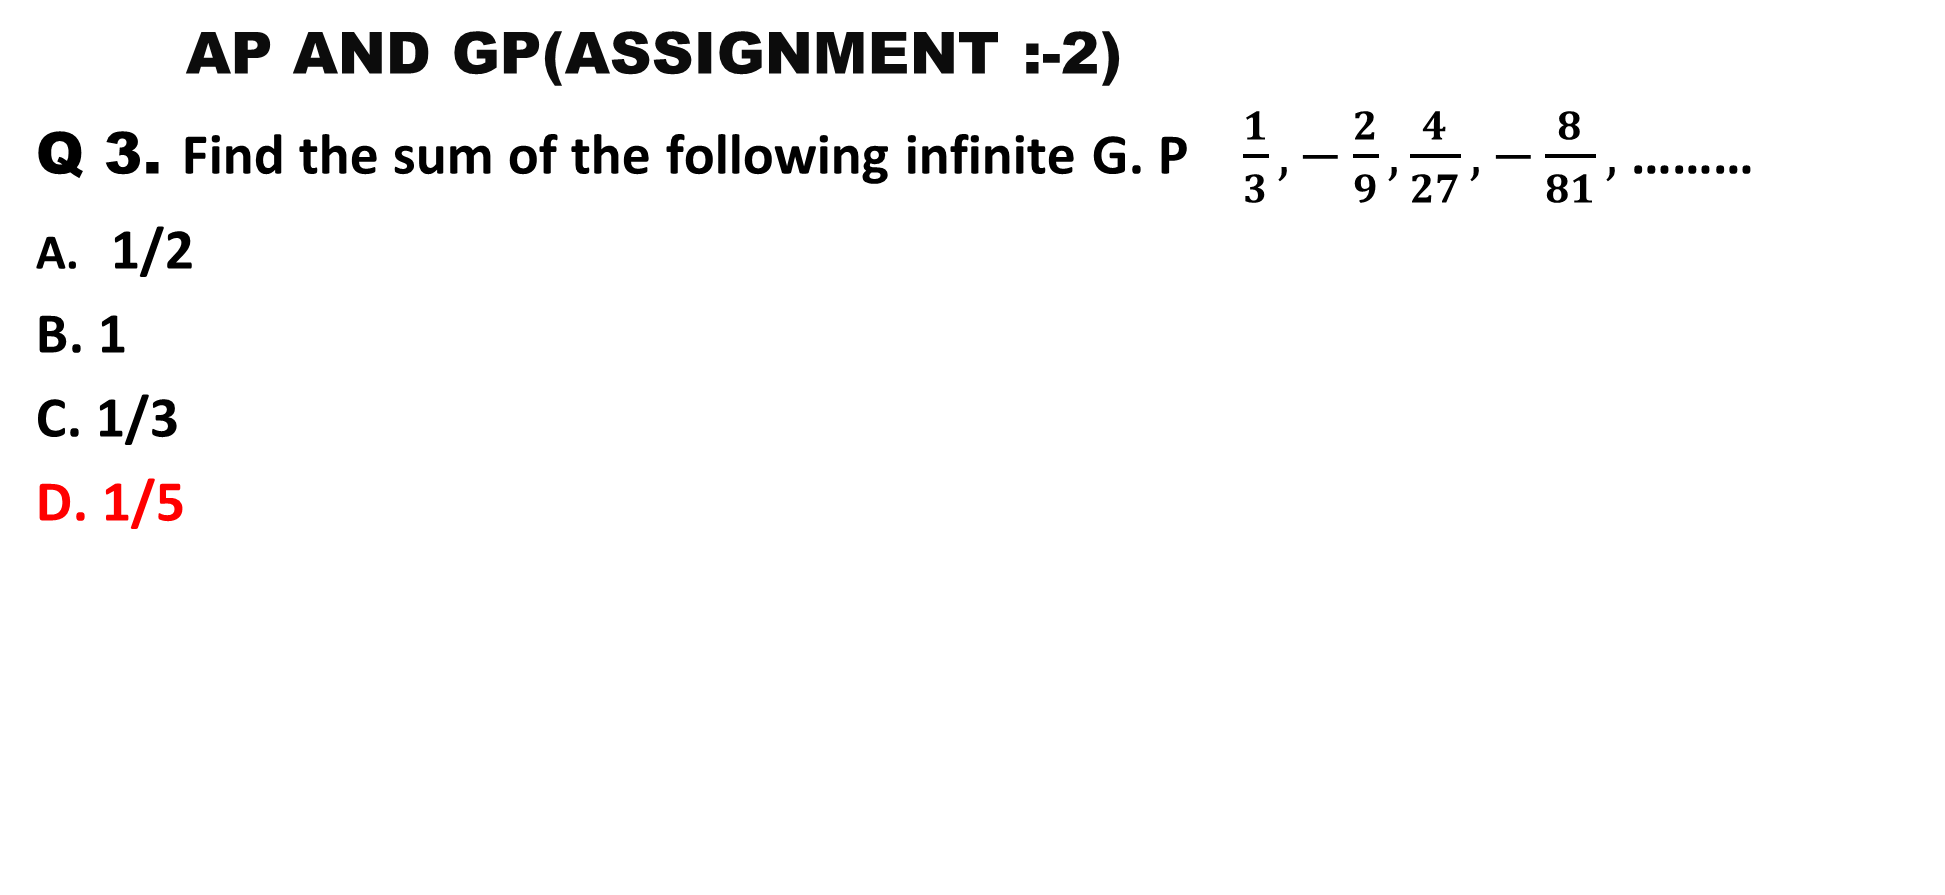 AP AND GP(ASSIGNMENT :-2)
Q 3. Find the sum of the following infinite G. P 1/3, − 2/9, 4/27, − 8/81, .........
A. 1/2
B. 1
C. 1/3
D. 1/5